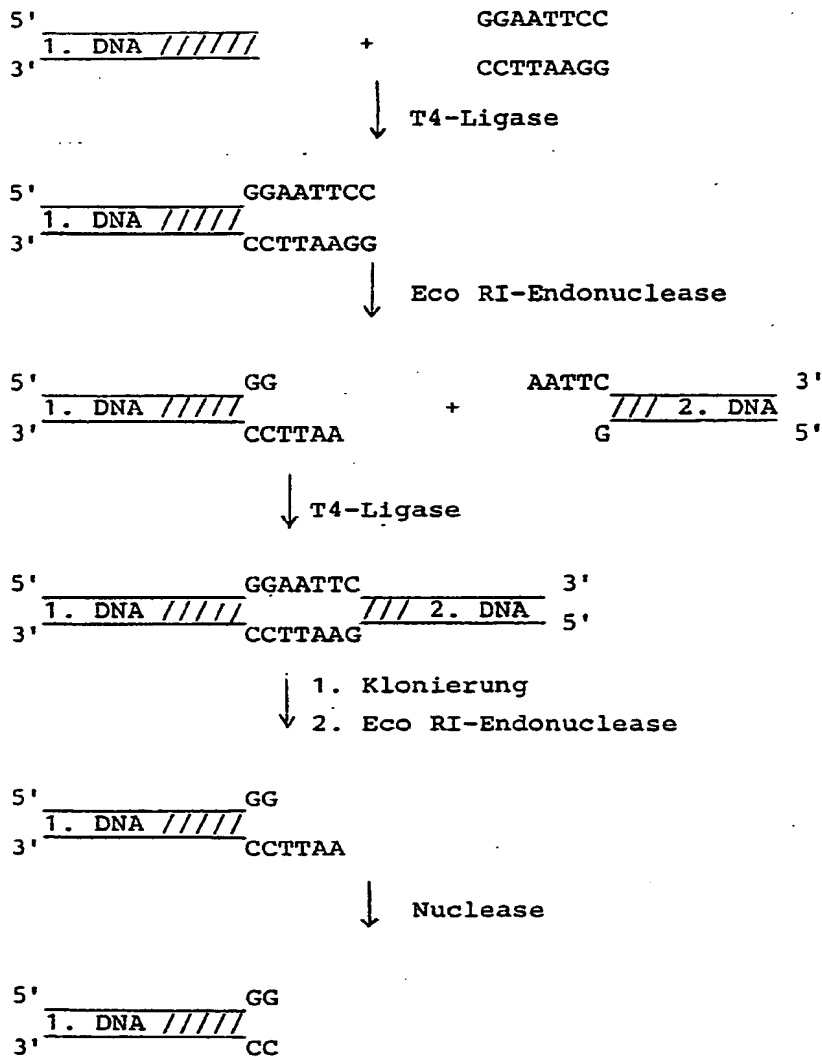 5' GGAATTCC
1. DNA ////// +
3' CCTTAAGG
T4-Ligase
5' GGAATTCC
1. DNA /////
3' CCTTAAGG
Eco RI-Endonuclease
5' GG AATTC 3'
1. DNA ///// + /// 2. DNA
3' CCTTAA G 5'
T4-Ligase
5' GGAATTC 3'
1. DNA ///// /// 2. DNA
3' CCTTAAG 5'
1. Klonierung
2. Eco RI-Endonuclease
5' GG
1. DNA /////
3' CCTTAA
Nuclease
5' GG
1. DNA /////
3' CC